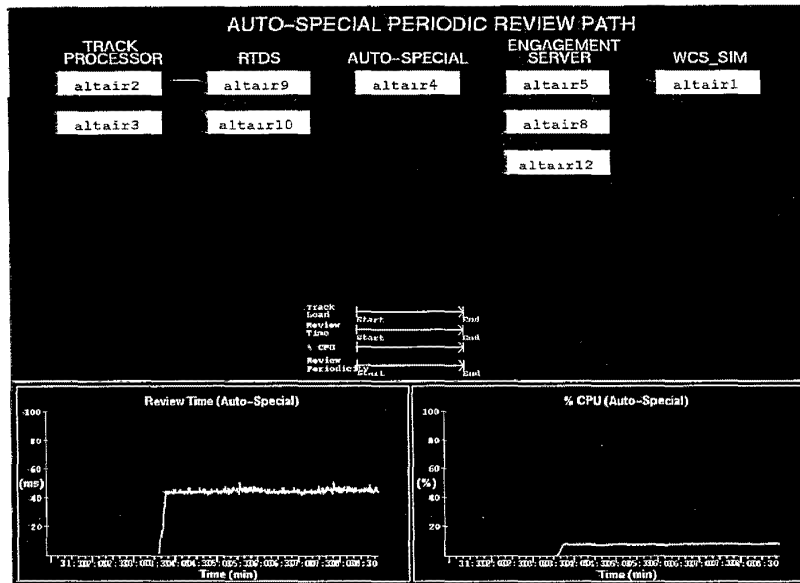 AUTO-SPECIAL PERIODIC REVIEW PATH
TRACK PROCESSOR
RTDS
AUTO-SPECIAL
ENGAGEMENT SERVER
WCS_SIM
altair2
altair9
altair4
altair5
altair1
altair3
altair10
altair8
altair12
Track Load
Start
End
Review Time
Start
End
% CPU
Review Periodicity
Start
End
Review Time (Auto-Special)
100
80
60
(ms)
40
20
Time (min)
% CPU (Auto-Special)
100
80
60
(%)
40
20
Time (min)